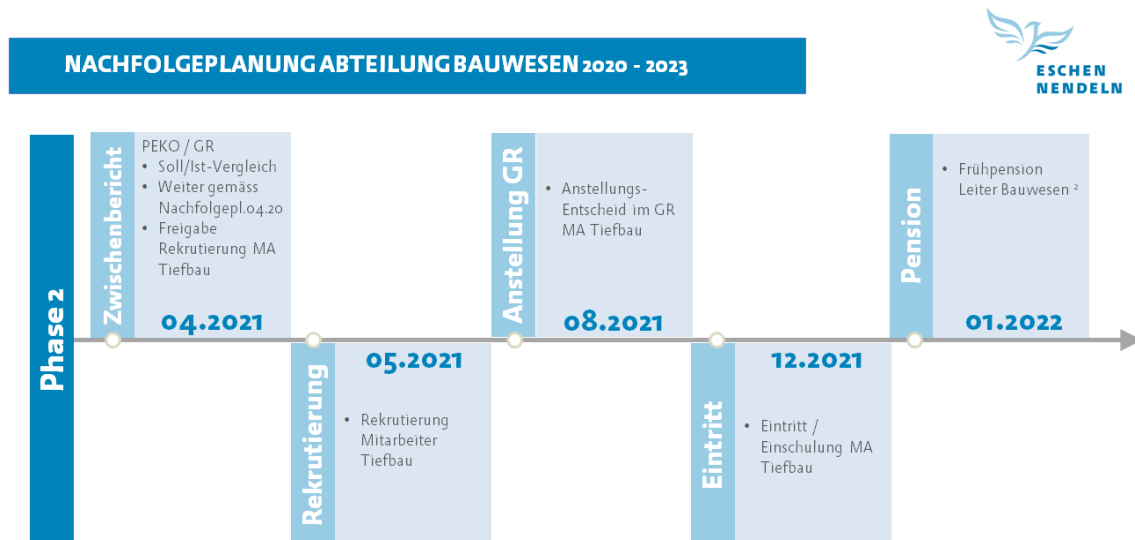 NACHFOLGEPLANUNG ABTEILUNG BAUWESEN 2020 - 2023
ESCHEN
NENDELN
Phase 2
Zwischenbericht
PEKO / GR
• Soll/Ist-Vergleich
• Weiter gemäss
Nachfolgepl.04.20
• Freigabe
Rekrutierung MA
Tiefbau
04.2021
Rekrutierung
05.2021
• Rekrutierung
Mitarbeiter
Tiefbau
Anstellung GR
• Anstellungs-
Entscheid im GR
MA Tiefbau
08.2021
Eintritt
12.2021
• Eintritt /
Einschulung MA
Tiefbau
Pension
• Frühpension
Leiter Bauwesen ²
01.2022